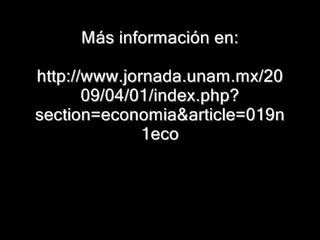 Más información en:
http://www.jornada.unam.mx/20
09/04/01/index.php?
section=economia&article=019n
1eco